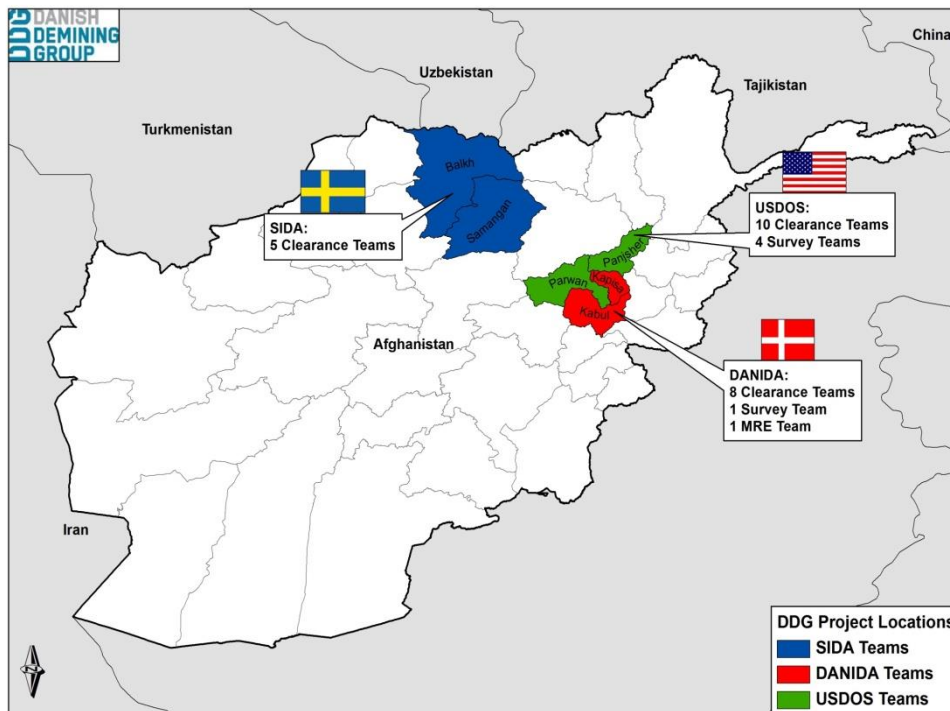 DDG DANISH
DEMINING
GROUP
China
Uzbekistan
Tajikistan
Turkmenistan
Balkh
Samangan
SIDA:
5 Clearance Teams
USDOS:
10 Clearance Teams
4 Survey Teams
Panjsher
Kapisa
Parwan
Kabul
Afghanistan
DANIDA:
8 Clearance Teams
1 Survey Team
1 MRE Team
Iran
N
DDG Project Locations
SIDA Teams
DANIDA Teams
USDOS Teams